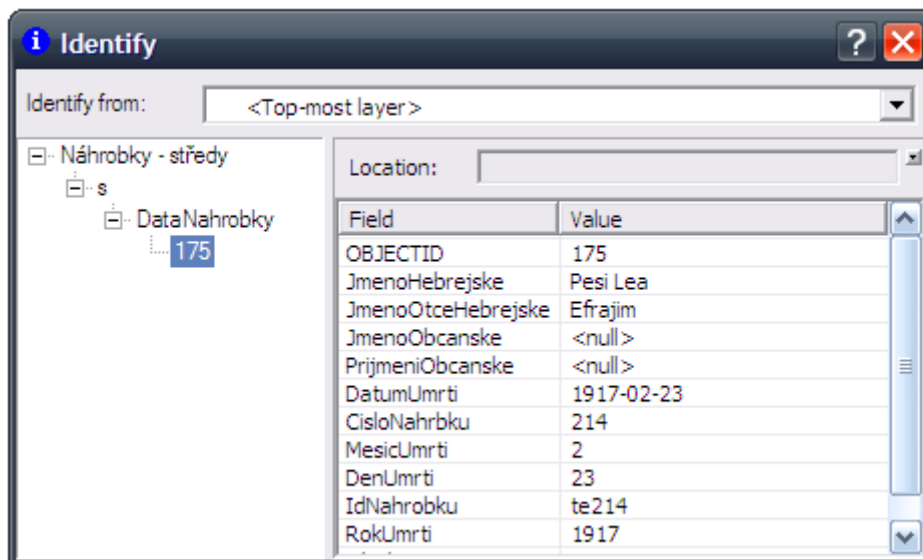 Identify
Identify from: <Top-most layer>
Náhrobky - středy
s
DataNahrobky
175
Location:
Field Value
OBJECTID 175
JmenoHebrejske Pesi Lea
JmenoOtceHebrejske Efrajim
JmenoObcanske <null>
PrijmeniObcanske <null>
DatumUmrti 1917-02-23
CisloNahrbku 214
MesicUmrti 2
DenUmrti 23
IdNahrobku te214
RokUmrti 1917